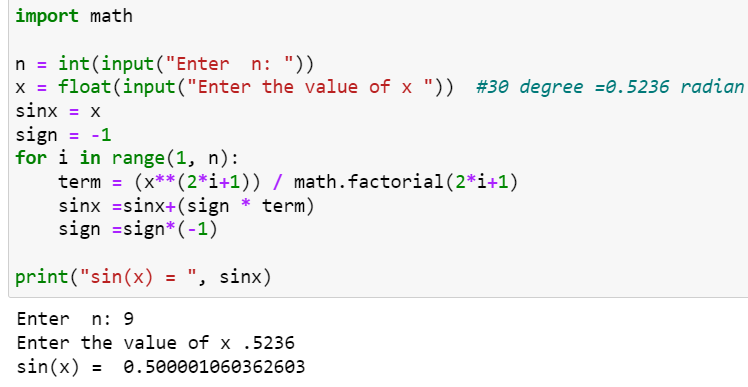 import math
n = int(input("Enter  n: "))
x = float(input("Enter the value of x "))  #30 degree =0.5236 radian
sinx = x
sign = -1
for i in range(1, n):
    term = (x**(2*i+1)) / math.factorial(2*i+1)
    sinx =sinx+(sign * term)
    sign =sign*(-1)
print("sin(x) = ", sinx)
Enter  n: 9
Enter the value of x .5236
sin(x) =  0.500001060362603